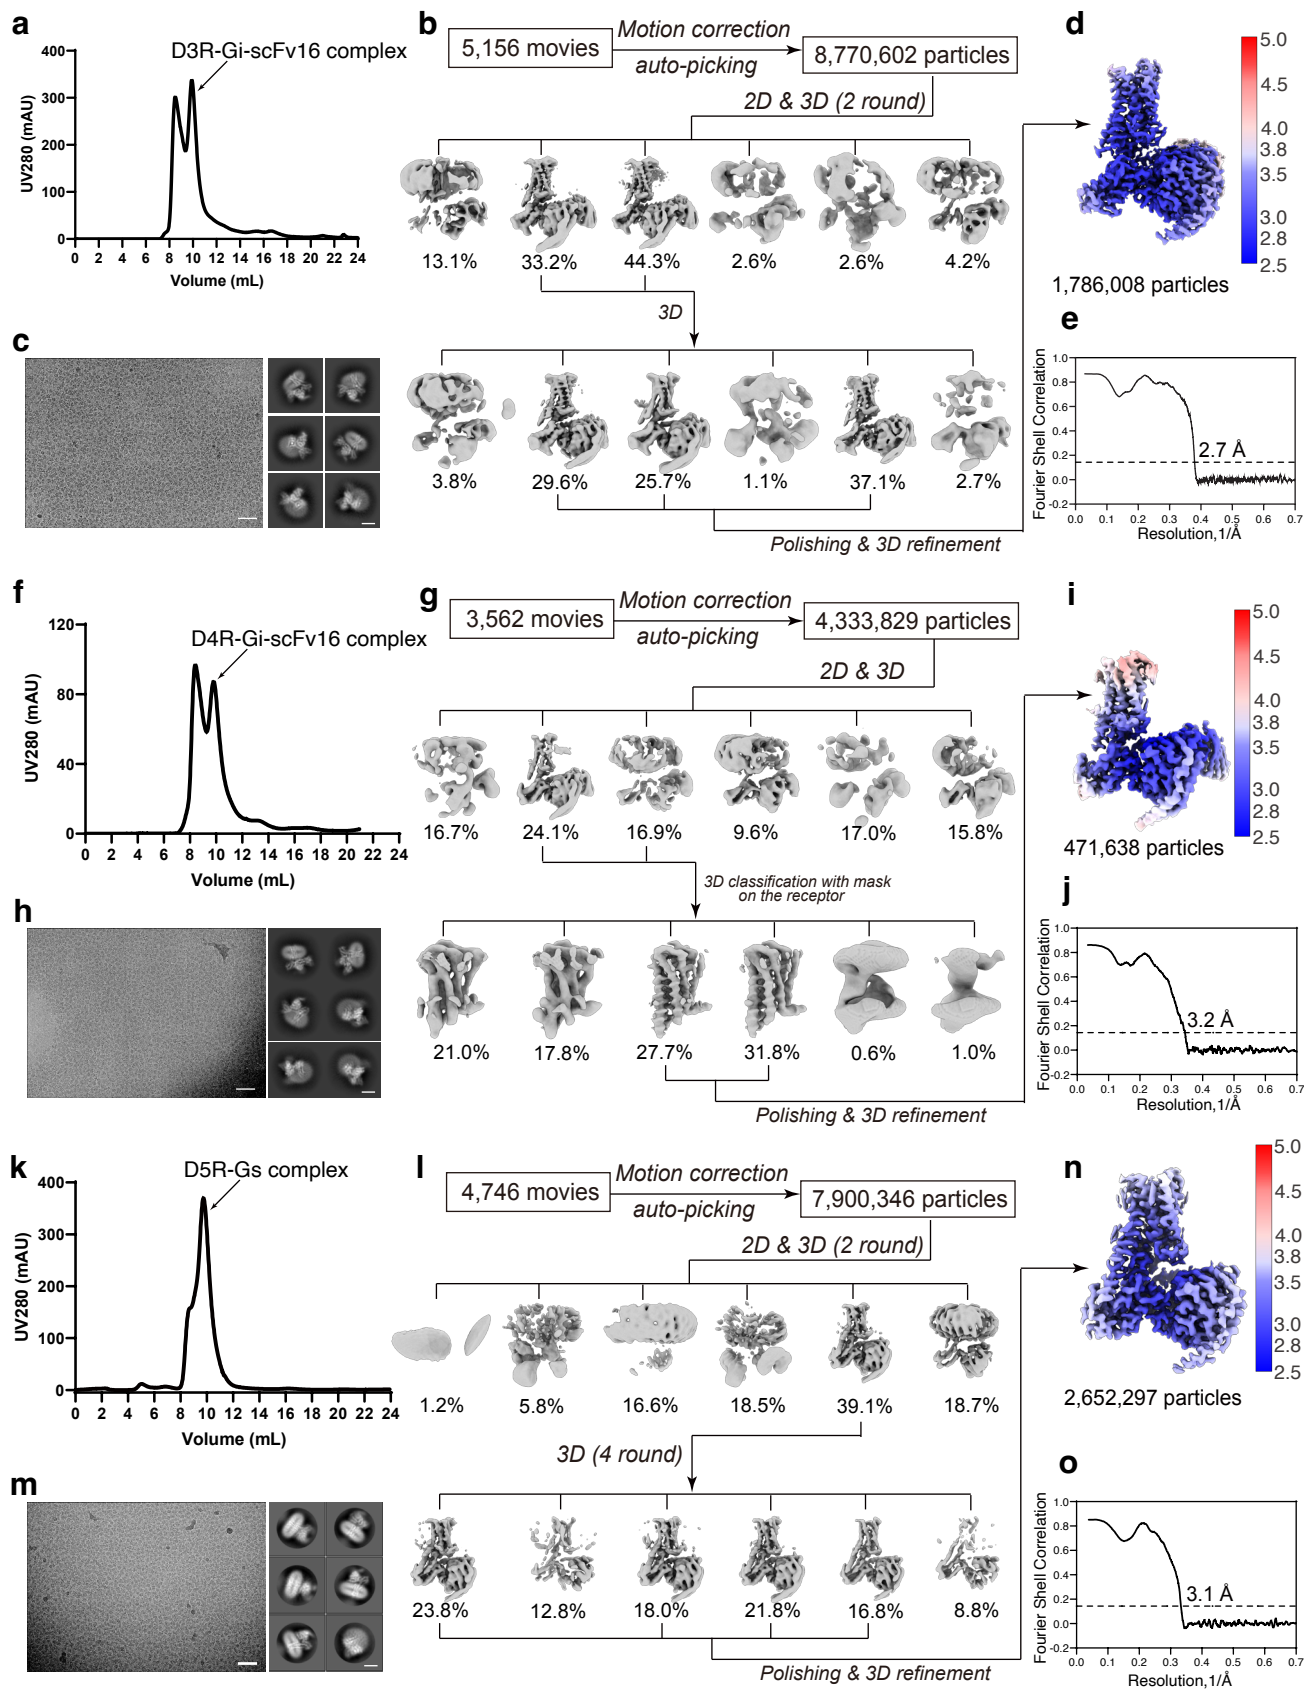 a
D3R-Gi-scFv16 complex
UV280 (mAU)
400
300
200
100
0
0 2 4 6 8 10 12 14 16 18 20 22 24
Volume (mL)
b
5,156 movies
Motion correction
auto-picking
8,770,602 particles
2D & 3D (2 round)
13.1% 33.2% 44.3% 2.6% 2.6% 4.2%
3D
3.8% 29.6% 25.7% 1.1% 37.1% 2.7%
Polishing & 3D refinement
c
d
5.0
4.5
4.0
3.8
3.5
3.0
2.8
2.5
1,786,008 particles
e
Fourier Shell Correlation
1.0
0.8
0.6
0.4
0.2
0.0
-0.2
2.7 Å
0.0 0.1 0.2 0.3 0.4 0.5 0.6 0.7
Resolution,1/Å
f
D4R-Gi-scFv16 complex
UV280 (mAU)
120
80
40
0
0 2 4 6 8 10 12 14 16 18 20 22 24
Volume (mL)
g
3,562 movies
Motion correction
auto-picking
4,333,829 particles
2D & 3D
16.7% 24.1% 16.9% 9.6% 17.0% 15.8%
3D classification with mask
on the receptor
21.0% 17.8% 27.7% 31.8% 0.6% 1.0%
Polishing & 3D refinement
h
i
5.0
4.5
4.0
3.8
3.5
3.0
2.8
2.5
471,638 particles
j
Fourier Shell Correlation
1.0
0.8
0.6
0.4
0.2
0.0
-0.2
3.2 Å
0.0 0.1 0.2 0.3 0.4 0.5 0.6 0.7
Resolution,1/Å
k
D5R-Gs complex
UV280 (mAU)
400
300
200
100
0
0 2 4 6 8 10 12 14 16 18 20 22 24
Volume (mL)
l
4,746 movies
Motion correction
auto-picking
7,900,346 particles
2D & 3D (2 round)
1.2% 5.8% 16.6% 18.5% 39.1% 18.7%
3D (4 round)
23.8% 12.8% 18.0% 21.8% 16.8% 8.8%
Polishing & 3D refinement
m
n
5.0
4.5
4.0
3.8
3.5
3.0
2.8
2.5
2,652,297 particles
o
Fourier Shell Correlation
1.0
0.8
0.6
0.4
0.2
0.0
-0.2
3.1 Å
0.0 0.1 0.2 0.3 0.4 0.5 0.6 0.7
Resolution,1/Å